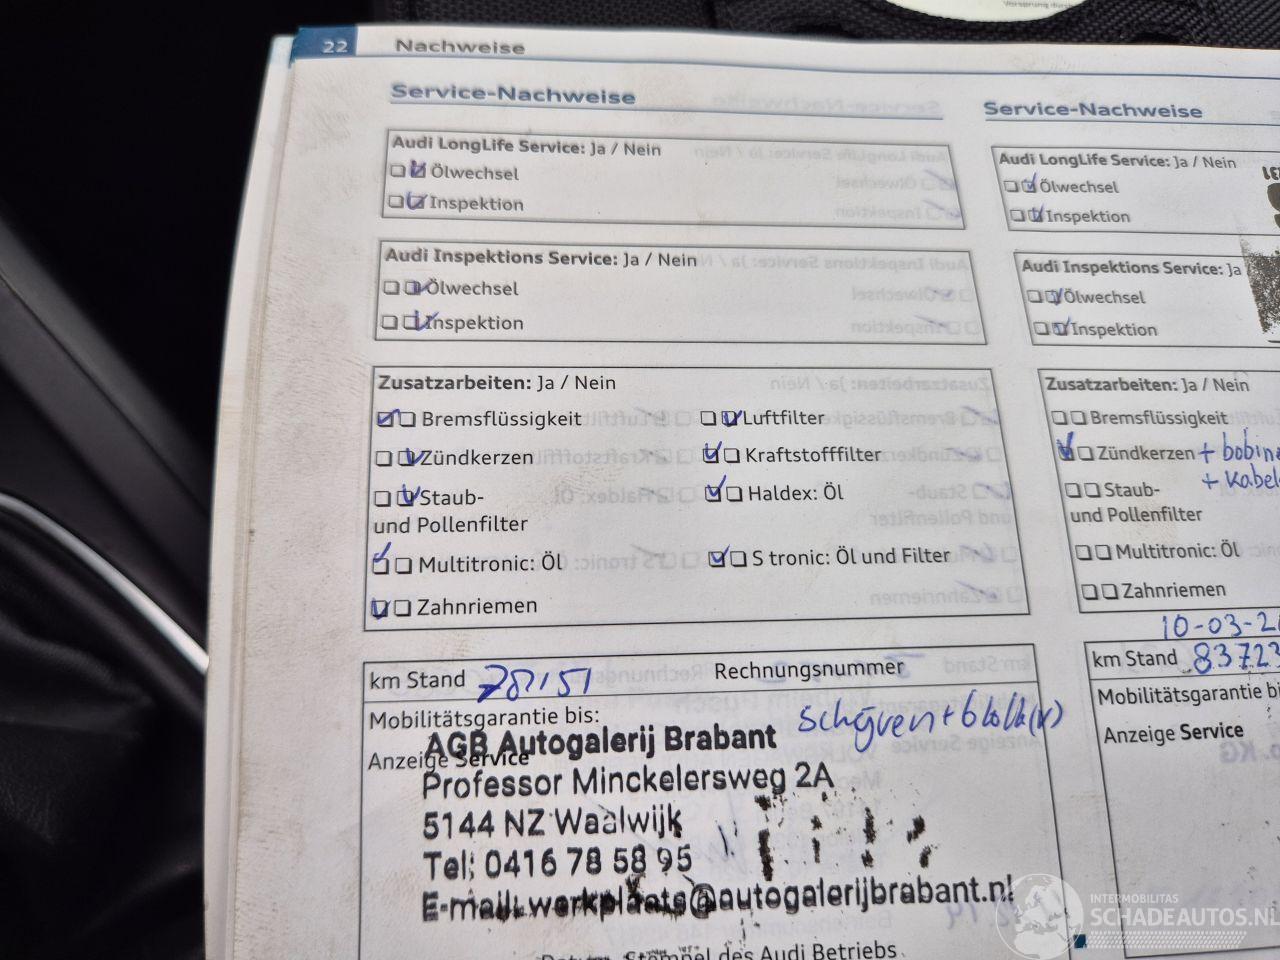 22 Nachweise
Service-Nachweise
Audi LongLife Service: Ja / Nein
Ölwechsel
Inspektion
Audi Inspektions Service: Ja / Nein
Ölwechsel
Inspektion
Zusatzarbeiten: Ja / Nein
Bremsflüssigkeit
Luftfilter
Zündkerzen
Kraftstofffilter
Staub-
und Pollenfilter
Haldex: Öl
Multitronic: Öl
S tronic: Öl und Filter
Zahnriemen
km Stand
Rechnungsnummer
Mobilitätsgarantie bis:
Schijven + blokk(v)
Anzeige Service
AGB Autogalerij Brabant
Professor Minckelersweg 2A
5144 NZ Waalwijk
Tel: 0416 78 58 95
E-mail: werkplaats@autogalerijbrabant.nl
Stempel des Audi Betriebs
Service-Nachweise
Audi LongLife Service: Ja / Nein
Ölwechsel
Inspektion
Audi Inspektions Service: Ja
Ölwechsel
Inspektion
Zusatzarbeiten: Ja / Nein
Bremsflüssigkeit
Zündkerzen + bobine
+ Kabel
Staub-
und Pollenfilter
Multitronic: Öl
Zahnriemen
10-03-2
km Stand 83723
Mobilitätsgarantie bi
Anzeige Service
INTERMOBILITAS
SCHADEAUTOS.NL